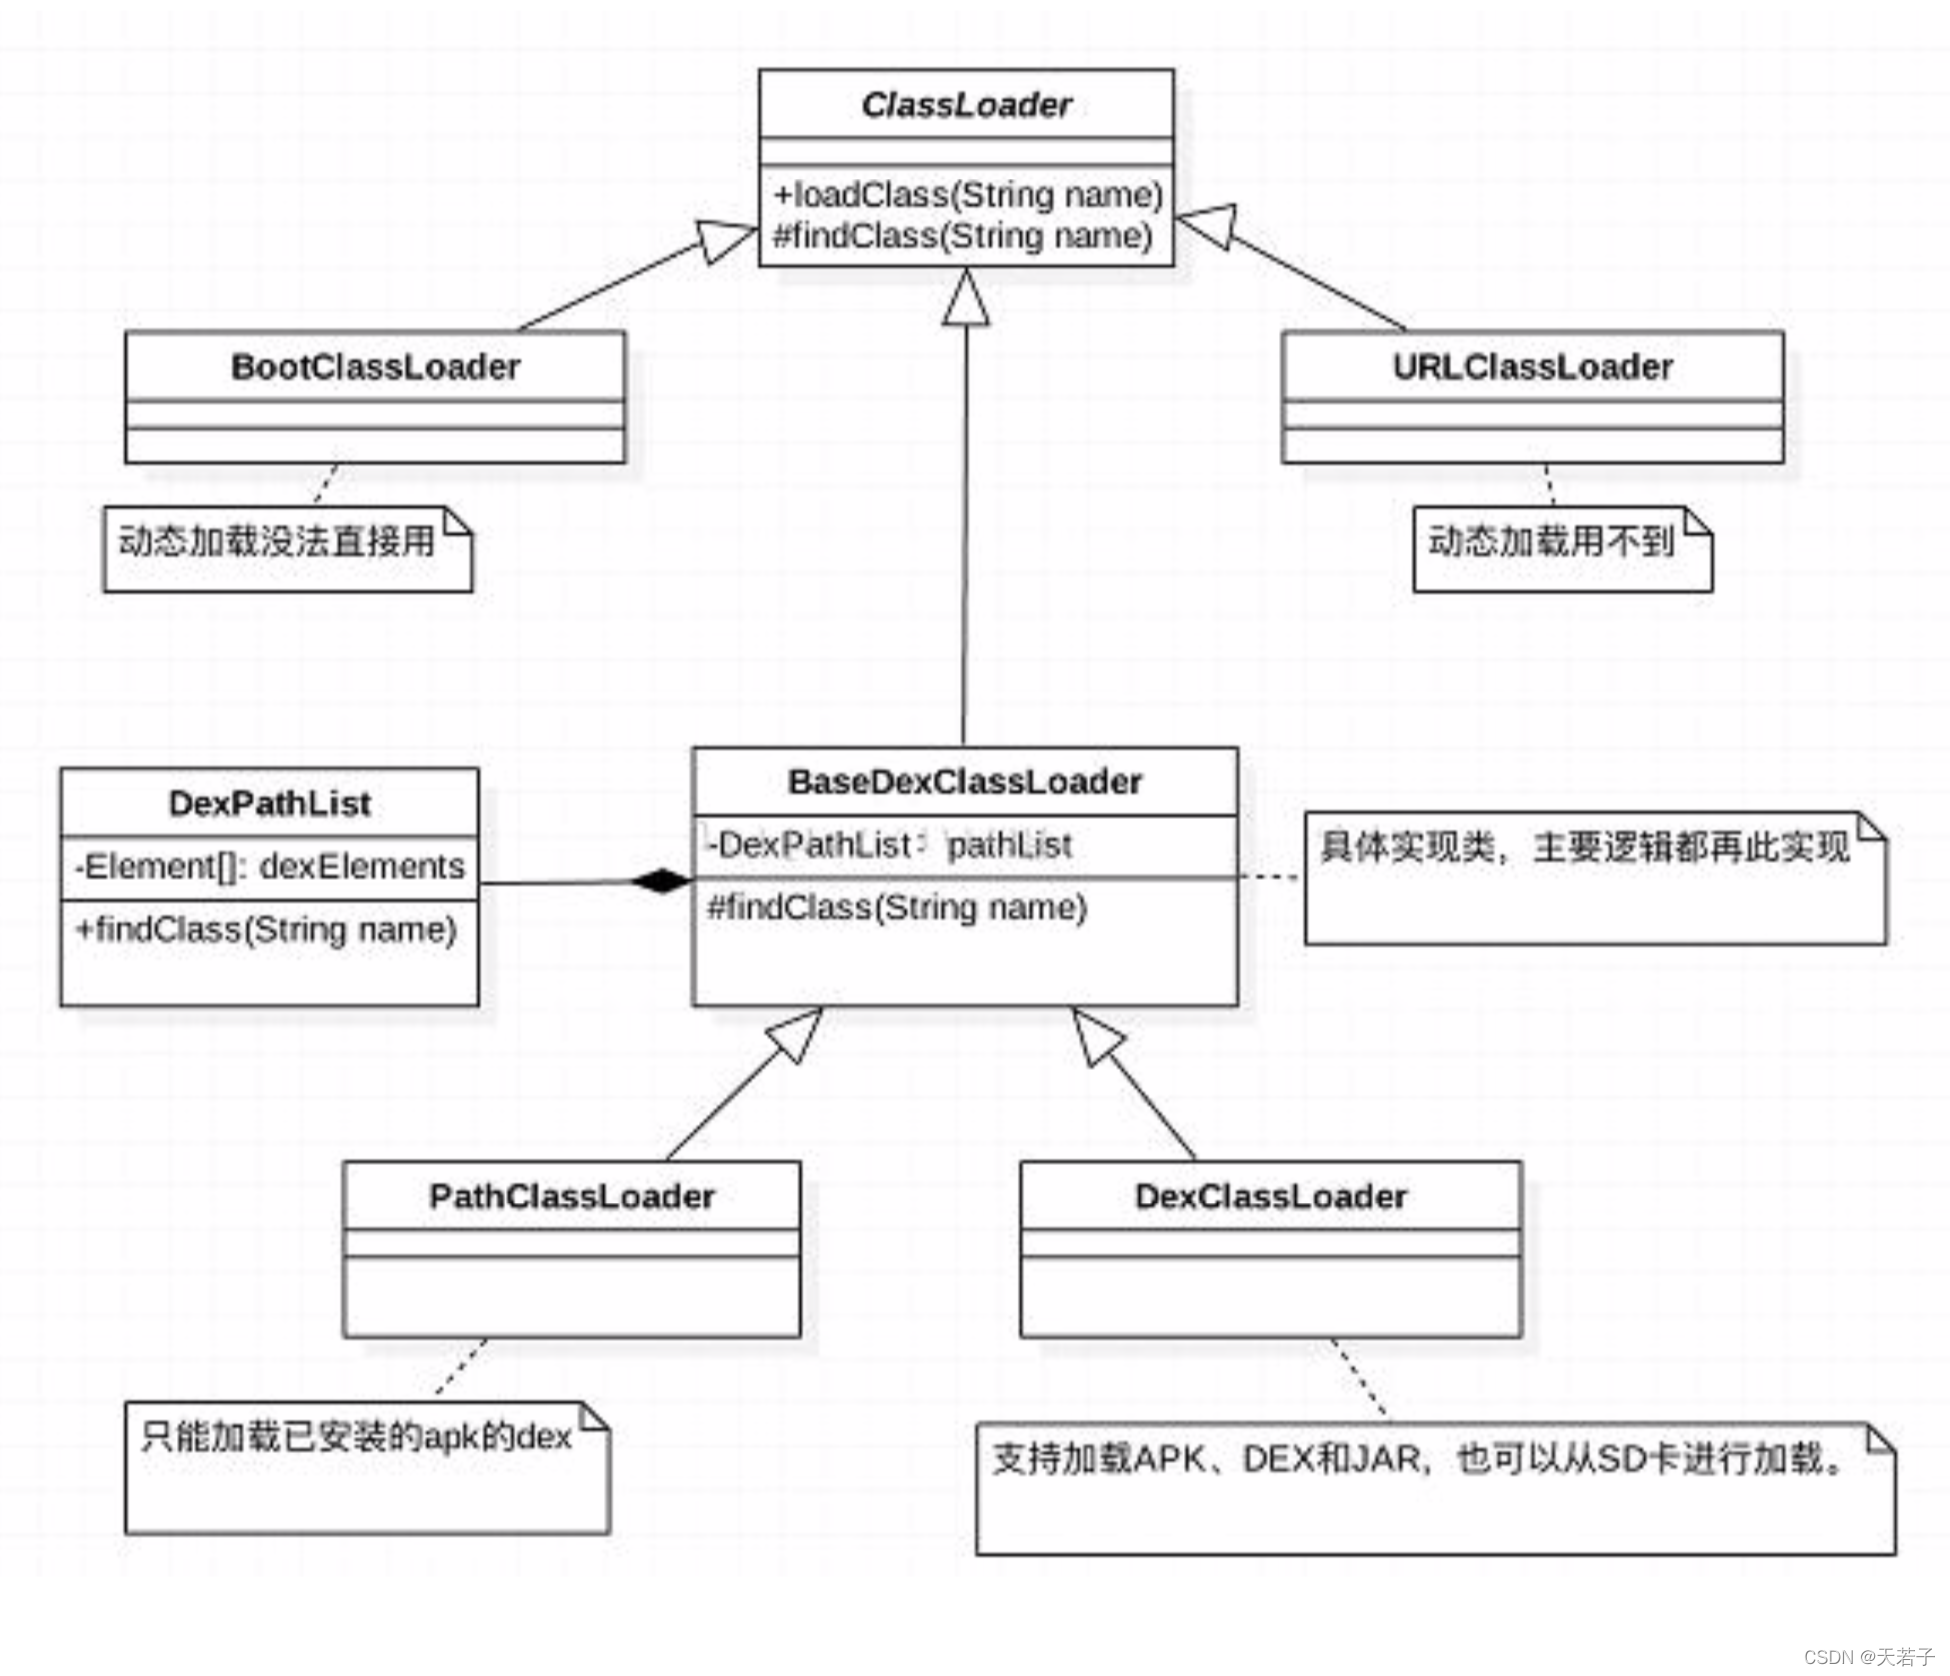 ClassLoader
+loadClass(String name)
#findClass(String name)
BootClassLoader
URLClassLoader
动态加载没法直接用
动态加载用不到
DexPathList
-Element[]: dexElements
+findClass(String name)
BaseDexClassLoader
-DexPathList: pathList
#findClass(String name)
具体实现类，主要逻辑都再此实现
PathClassLoader
DexClassLoader
只能加载已安装的apk的dex
支持加载APK、DEX和JAR，也可以从SD卡进行加载。
CSDN @天若子